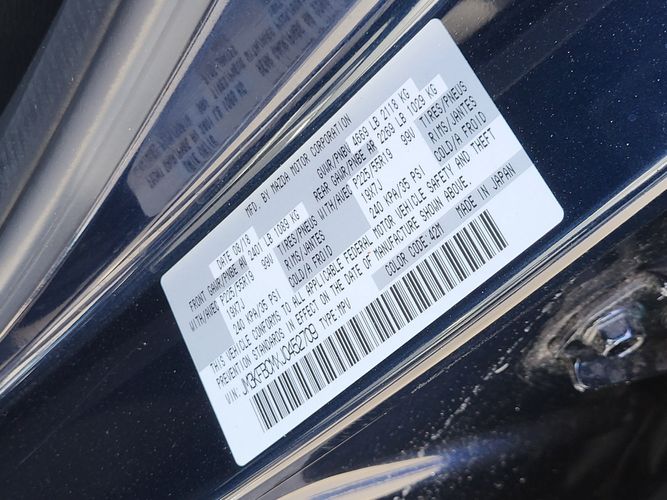 MFD. BY MAZDA MOTOR CORPORATION
DATE 08/18 GVWR/PNBV 4669 LB 2118 KG
FRONT GAWR/PNBE AV 2401 LB 1089 KG REAR GAWR/PNBE AR 2269 LB 1029 KG
WITH/AVEC P225/55R19 99V TIRES/PNEUS WITH/AVEC P225/55R19 99V TIRES/PNEUS
19X7J RIMS/JANTES 19X7J RIMS/JANTES
240 KPA/35 PSI COLD/A FROID 240 KPA/35 PSI COLD/A FROID
THIS VEHICLE CONFORMS TO ALL APPLICABLE FEDERAL MOTOR VEHICLE SAFETY AND THEFT
PREVENTION STANDARDS IN EFFECT ON THE DATE OF MANUFACTURE SHOWN ABOVE.
VIN: TYPE:MPV COLOR CODE: 42M MADE IN JAPAN